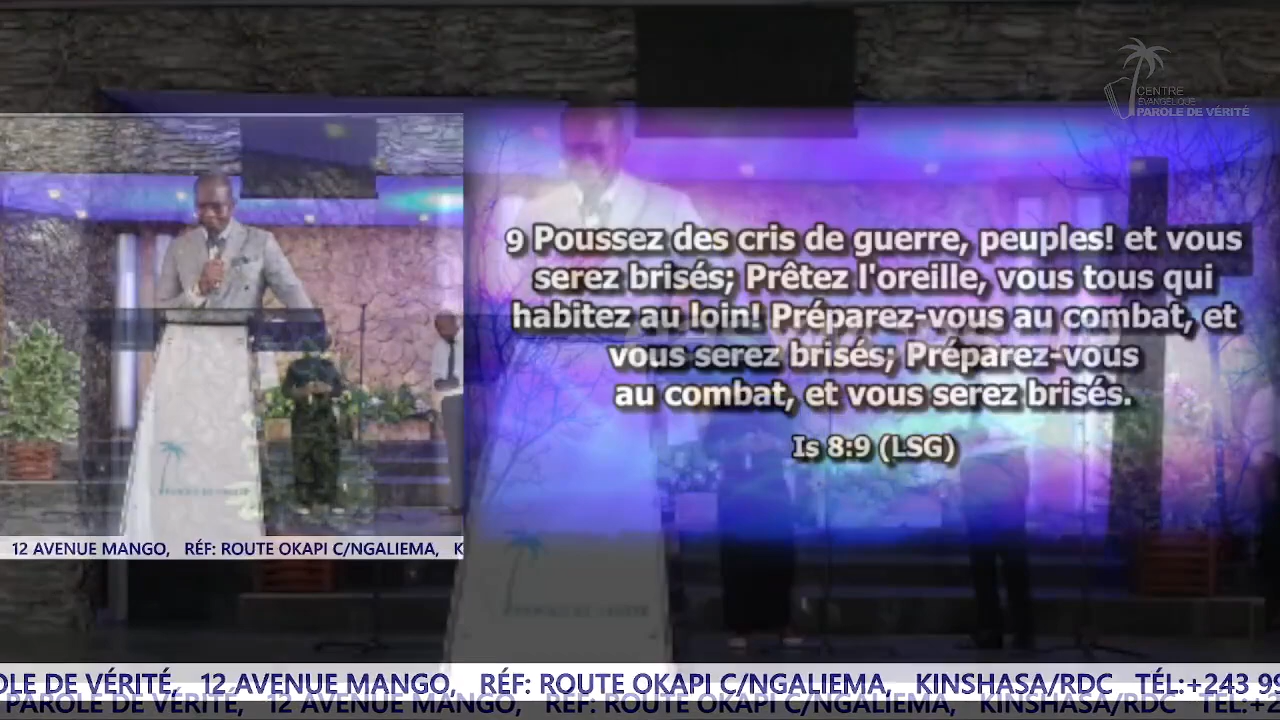 CENTRE
ÉVANGÉLIQUE
PAROLE DE VÉRITÉ
9 Poussez des cris de guerre, peuples! et vous
serez brisés; Prêtez l'oreille, vous tous qui
habitez au loin! Préparez-vous au combat, et
vous serez brisés; Préparez-vous
au combat, et vous serez brisés.
Is 8:9 (LSG)
12 AVENUE MANGO, RÉF: ROUTE OKAPI C/NGALIEMA, K
OLE DE VÉRITÉ, 12 AVENUE MANGO, RÉF: ROUTE OKAPI C/NGALIEMA, KINSHASA/RDC TÉL:+243 99
PAROLE DE VÉRITÉ, 12 AVENUE MANGO, RÉF: ROUTE OKAPI C/NGALIEMA, KINSHASA/RDC TÉL:+2